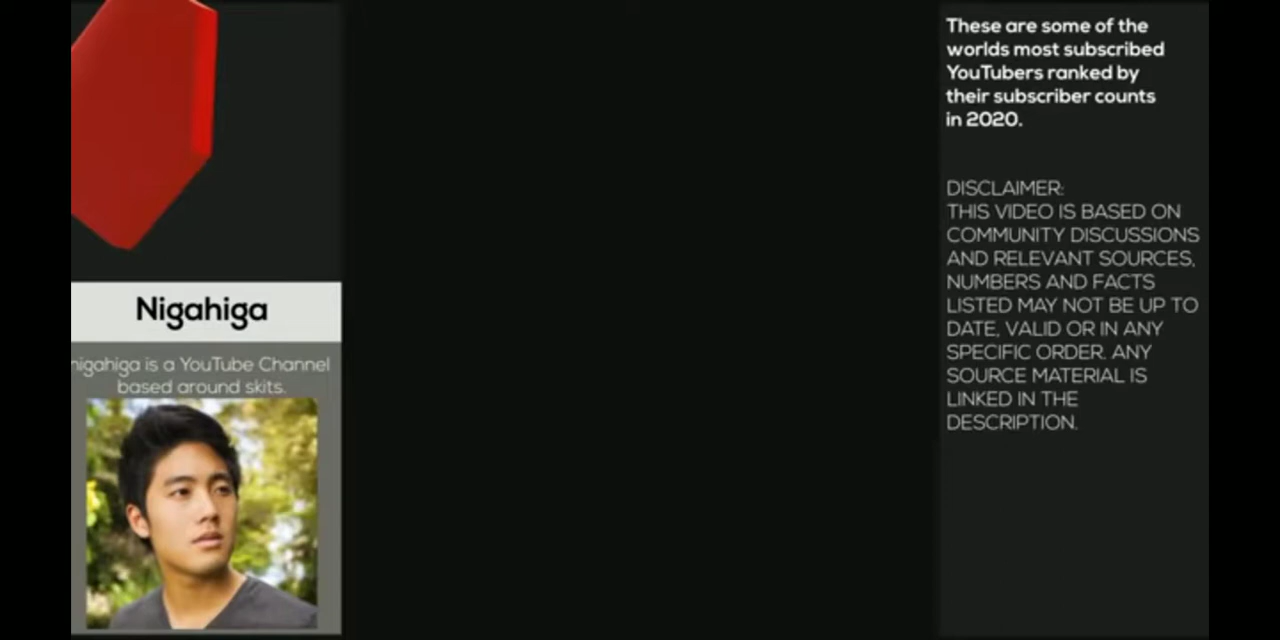 Nigahiga
nigahiga is a YouTube Channel
based around skits.
These are some of the
worlds most subscribed
YouTubers ranked by
their subscriber counts
in 2020.
DISCLAIMER:
THIS VIDEO IS BASED ON
COMMUNITY DISCUSSIONS
AND RELEVANT SOURCES,
NUMBERS AND FACTS
LISTED MAY NOT BE UP TO
DATE, VALID OR IN ANY
SPECIFIC ORDER. ANY
SOURCE MATERIAL IS
LINKED IN THE
DESCRIPTION.